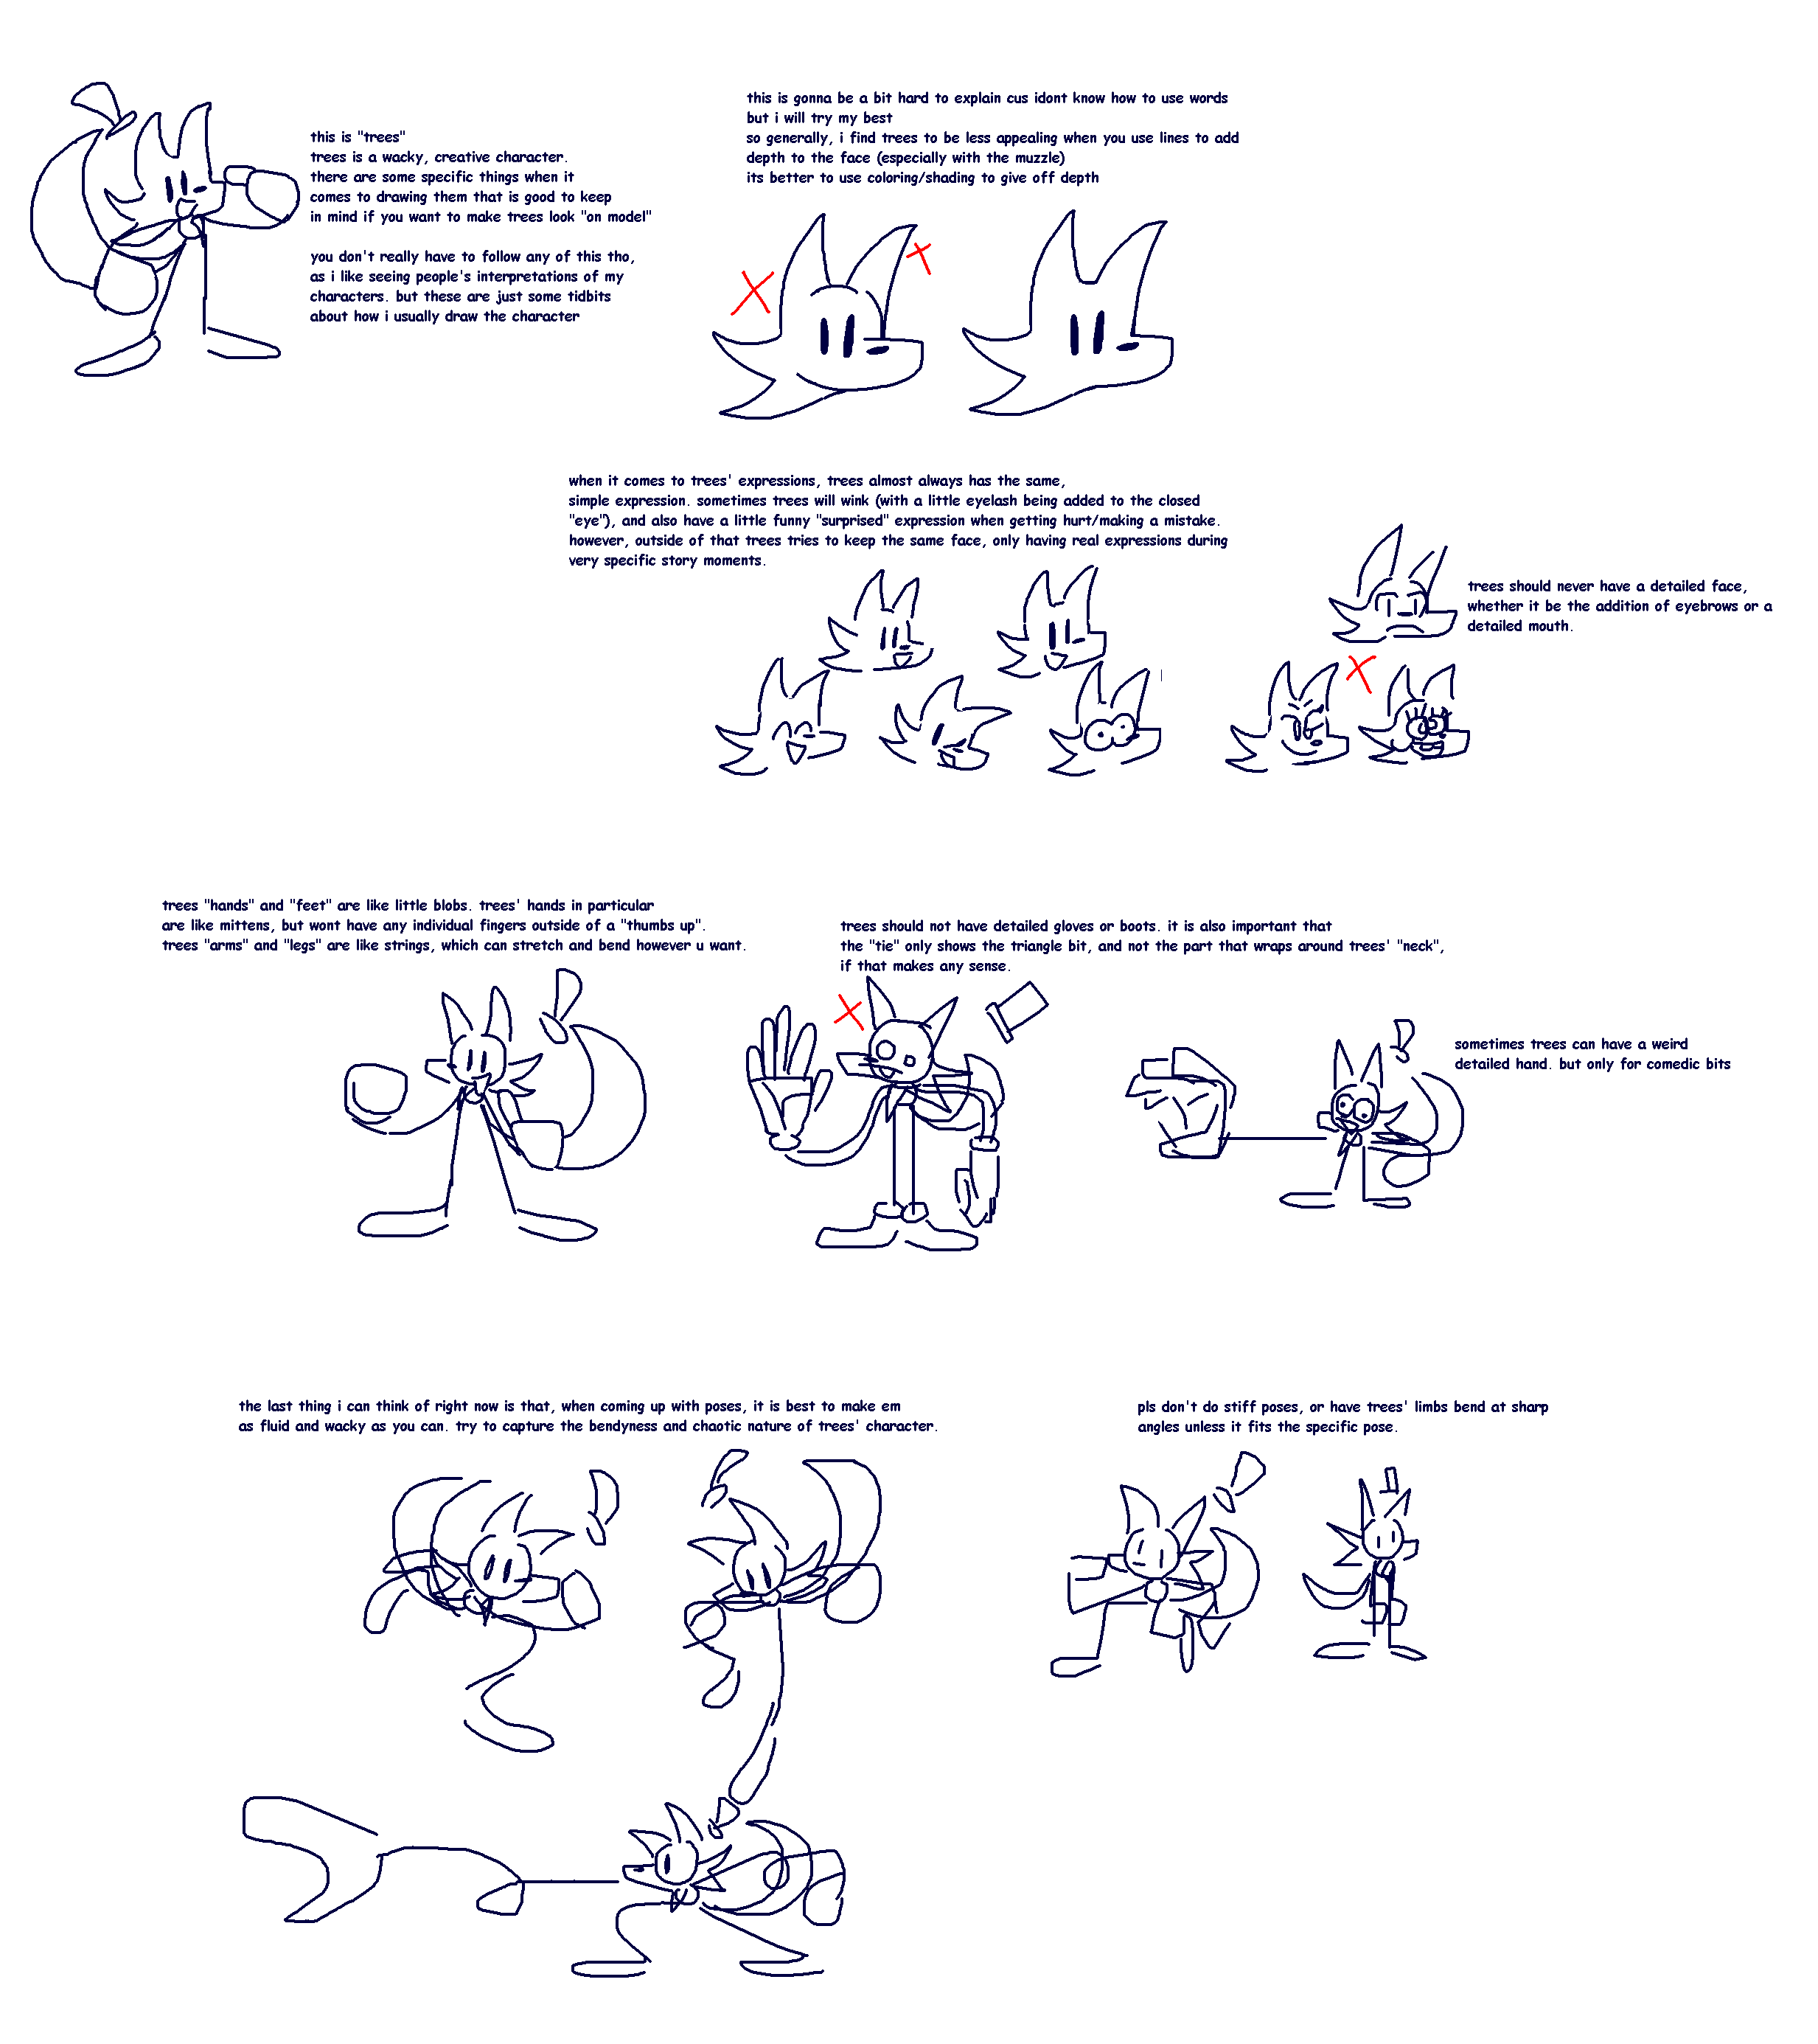 this is "trees"
trees is a wacky, creative character.
there are some specific things when it
comes to drawing them that is good to keep
in mind if you want to make trees look "on model"
you don't really have to follow any of this tho,
as i like seeing people's interpretations of my
characters. but these are just some tidbits
about how i usually draw the character
this is gonna be a bit hard to explain cus idont know how to use words
but i will try my best
so generally, i find trees to be less appealing when you use lines to add
depth to the face (especially with the muzzle)
its better to use coloring/shading to give off depth
when it comes to trees' expressions, trees almost always has the same,
simple expression. sometimes trees will wink (with a little eyelash being added to the closed
"eye"), and also have a little funny "surprised" expression when getting hurt/making a mistake.
however, outside of that trees tries to keep the same face, only having real expressions during
very specific story moments.
trees should never have a detailed face,
whether it be the addition of eyebrows or a
detailed mouth.
trees "hands" and "feet" are like little blobs. trees' hands in particular
are like mittens, but wont have any individual fingers outside of a "thumbs up".
trees "arms" and "legs" are like strings, which can stretch and bend however u want.
trees should not have detailed gloves or boots. it is also important that
the "tie" only shows the triangle bit, and not the part that wraps around trees' "neck",
if that makes any sense.
sometimes trees can have a weird
detailed hand. but only for comedic bits
the last thing i can think of right now is that, when coming up with poses, it is best to make em
as fluid and wacky as you can. try to capture the bendyness and chaotic nature of trees' character.
pls don't do stiff poses, or have trees' limbs bend at sharp
angles unless it fits the specific pose.